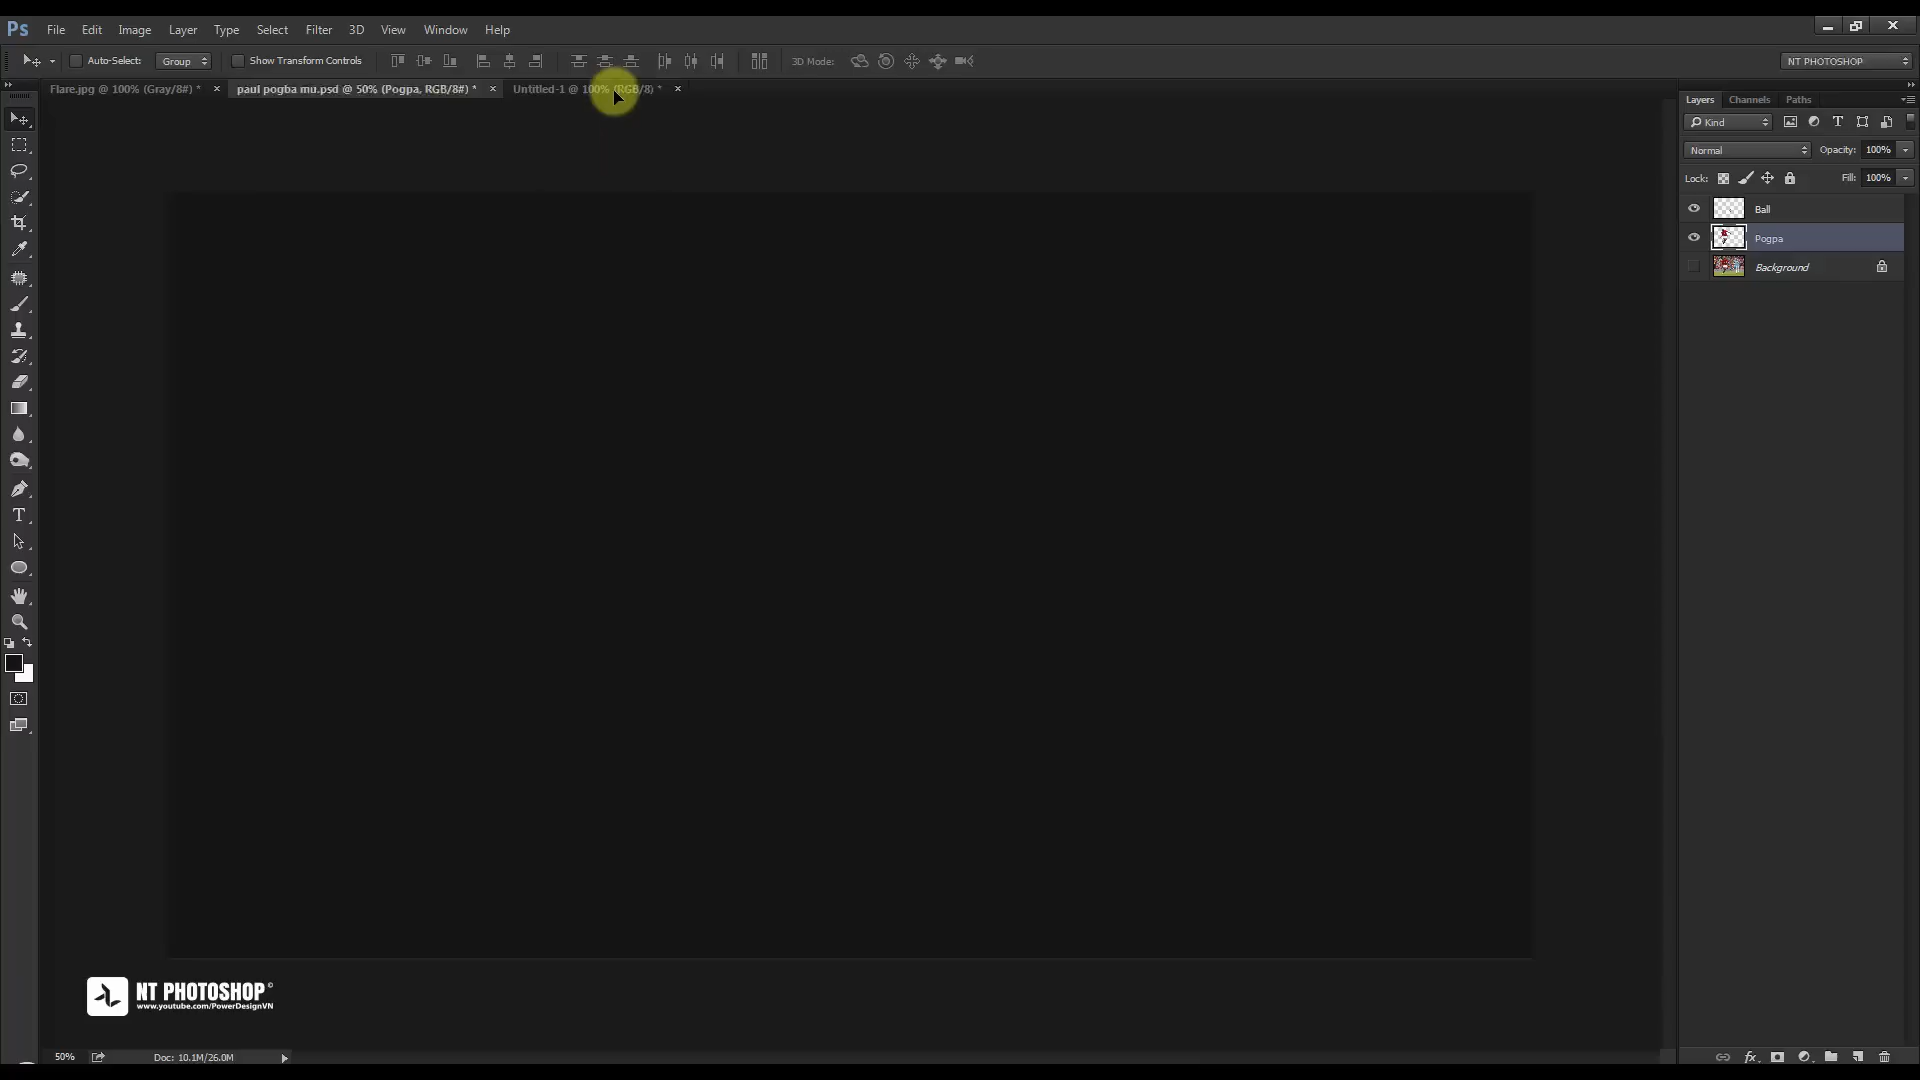 Ps File Edit Image Layer Type Select Filter 3D View Window Help
Auto-Select: Group Show Transform Controls 3D Mode: NT PHOTOSHOP
Flare.jpg @ 100% (Gray/8#) * × paul pogba mu.psd @ 50% (Pogpa, RGB/8#) * × Untitled-1 @ 100% (RGB/8) * ×
Layers Channels Paths
Kind
Normal Opacity: 100%
Lock: Fill: 100%
Ball
Pogpa
Background
NT PHOTOSHOP ©
www.youtube.com/PowerDesignVN
50% Doc: 10.1M/26.0M